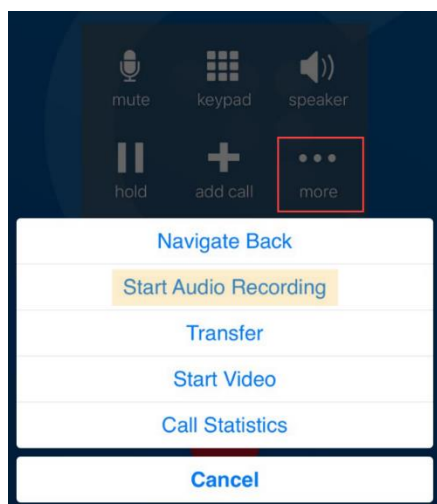 mute keypad speaker
hold add call more
Navigate Back
Start Audio Recording
Transfer
Start Video
Call Statistics
Cancel